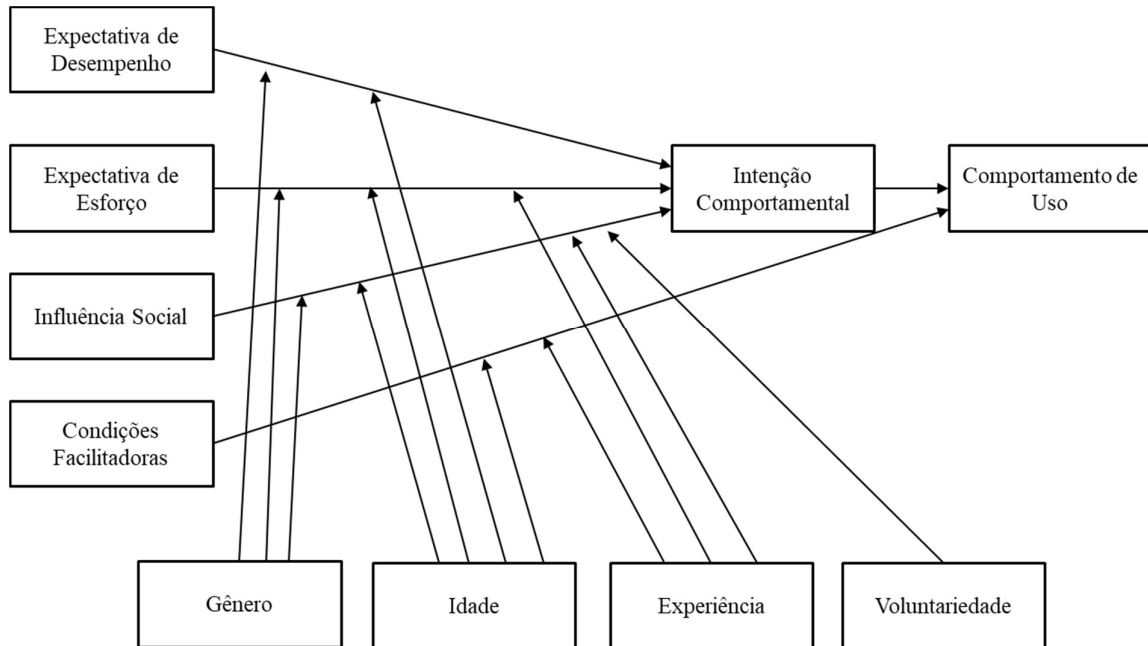 Expectativa de
Desempenho
Expectativa de
Esforço
Intenção
Comportamental
Comportamento de
Uso
Influência Social
Condições
Facilitadoras
Gênero
Idade
Experiência
Voluntariedade